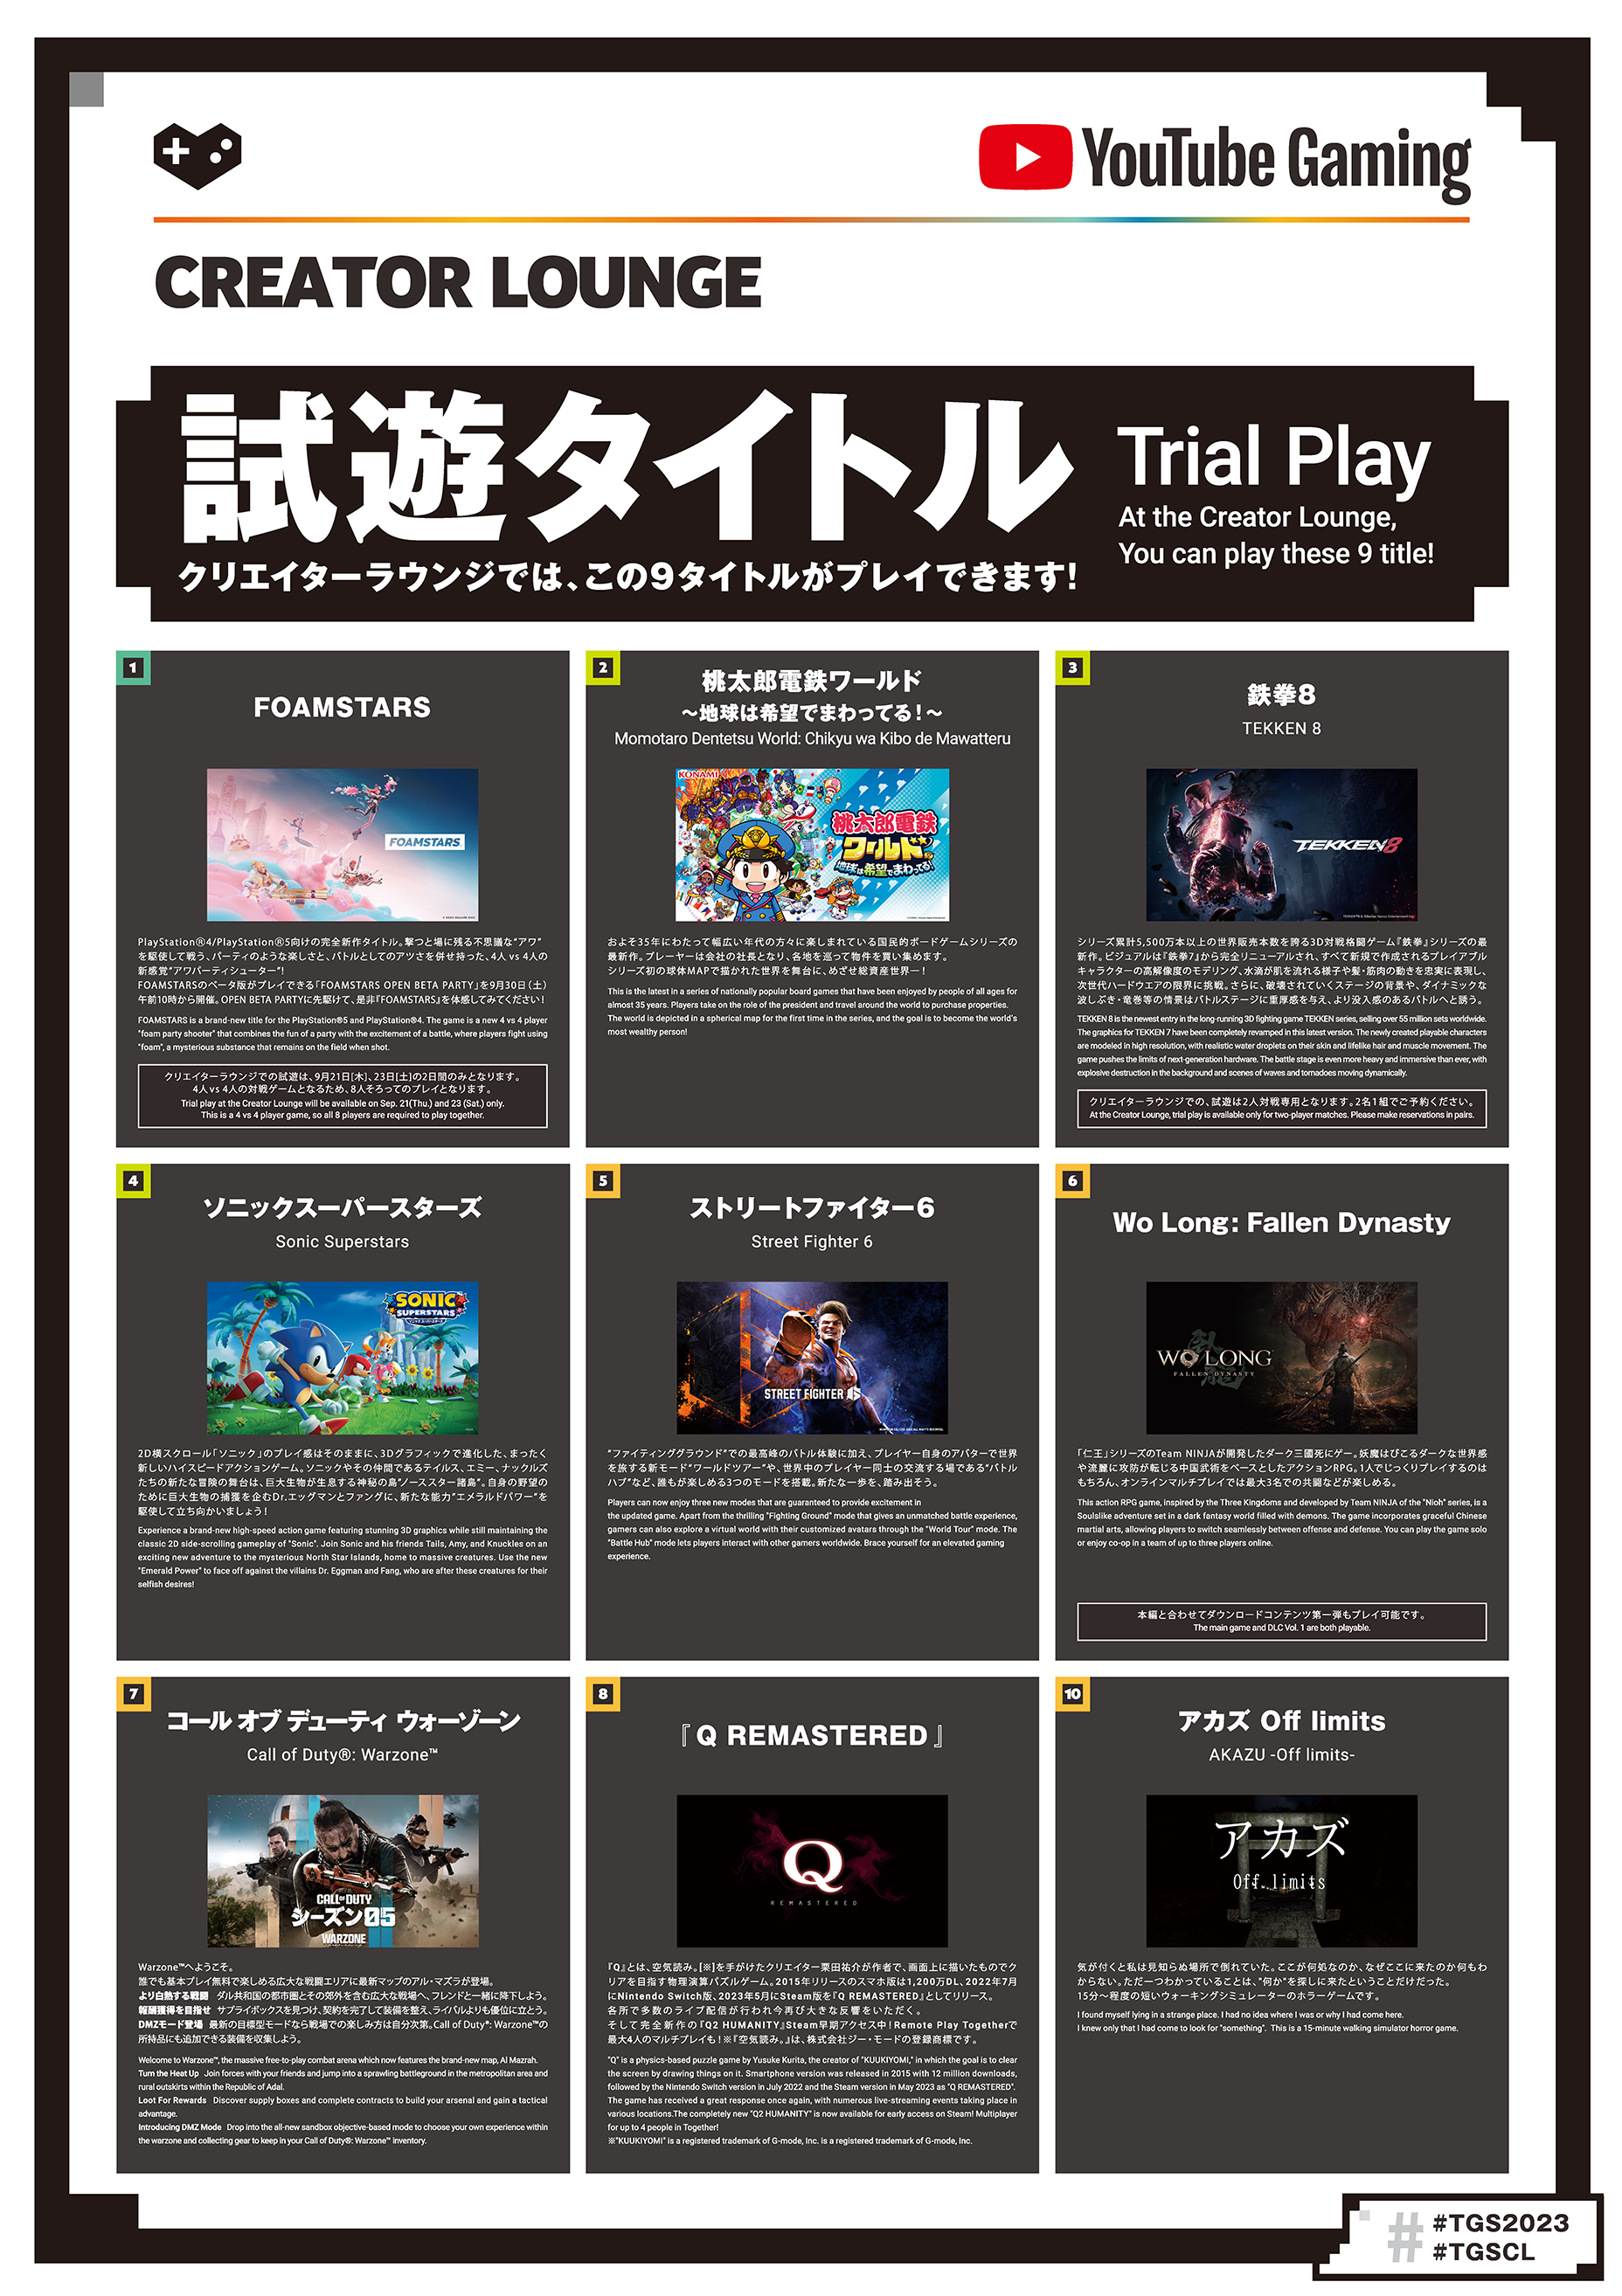 YouTube Gaming
CREATOR LOUNGE
試遊タイトル
クリエイターラウンジでは、この9タイトルがプレイできます!
Trial Play
At the Creator Lounge,
You can play these 9 title!
1
FOAMSTARS
FOAMSTARS
PlayStation®4/PlayStation®5向けの完全新作タイトル。撃つと場に残る不思議な“アワ”
を駆使して戦う、パーティのような楽しさと、バトルとしてのアツさを併せ持った、4人 vs 4人の
新感覚“アワパーティシューター”!
FOAMSTARSのベータ版がプレイできる「FOAMSTARS OPEN BETA PARTY」を9月30日(土)
午前10時から開催。OPEN BETA PARTYに先駆けて、是非『FOAMSTARS』を体感してみてください!
FOAMSTARS is a brand-new title for the PlayStation®5 and PlayStation®4. The game is a new 4 vs 4 player
"foam party shooter" that combines the fun of a party with the excitement of a battle, where players fight using
"foam", a mysterious substance that remains on the field when shot.
クリエイターラウンジでの試遊は、9月21日[木]、23日[土]の2日間のみとなります。
4人 vs 4人の対戦ゲームとなるため、8人そろってのプレイとなります。
Trial play at the Creator Lounge will be available on Sep. 21(Thu.) and 23 (Sat.) only.
This is a 4 vs 4 player game, so all 8 players are required to play together.
2
桃太郎電鉄ワールド
～地球は希望でまわってる!～
Momotaro Dentetsu World: Chikyu wa Kibo de Mawatteru
KONAMI
桃太郎電鉄
ワールド
地球は希望でまわってる!
およそ35年にわたって幅広い年代の方々に楽しまれている国民的ボードゲームシリーズの
最新作。プレーヤーは会社の社長となり、各地を巡って物件を買い集めます。
シリーズ初の球体MAPで描かれた世界を舞台に、めざせ総資産世界一!
This is the latest in a series of nationally popular board games that have been enjoyed by people of all ages for
almost 35 years. Players take on the role of the president and travel around the world to purchase properties.
The world is depicted in a spherical map for the first time in the series, and the goal is to become the world's
most wealthy person!
3
鉄拳8
TEKKEN 8
TEKKEN 8
シリーズ累計5,500万本以上の世界販売本数を誇る3D対戦格闘ゲーム『鉄拳』シリーズの最
新作。ビジュアルは『鉄拳7』から完全リニューアルされ、すべて新規で作成されるプレイアブル
キャラクターの高解像度のモデリング、水滴が肌を流れる様子や髪・筋肉の動きを忠実に表現し、
次世代ハードウエアの限界に挑戦。さらに、破壊されていくステージの背景や、ダイナミックな
波しぶき・竜巻等の情景はバトルステージに重厚感を与え、より没入感のあるバトルへと誘う。
TEKKEN 8 is the newest entry in the long-running 3D fighting game TEKKEN series, selling over 55 million sets worldwide.
The graphics for TEKKEN 7 have been completely revamped in this latest version. The newly created playable characters
are modeled in high resolution, with realistic water droplets on their skin and lifelike hair and muscle movement. The
game pushes the limits of next-generation hardware. The battle stage is even more heavy and immersive than ever, with
explosive destruction in the background and scenes of waves and tornadoes moving dynamically.
クリエイターラウンジでの、試遊は2人対戦専用となります。2名1組でご予約ください。
At the Creator Lounge, trial play is available only for two-player matches. Please make reservations in pairs.
4
ソニックスーパースターズ
Sonic Superstars
SONIC
SUPERSTARS
ソニックスーパースターズ
2D横スクロール「ソニック」のプレイ感はそのままに、3Dグラフィックで進化した、まったく
新しいハイスピードアクションゲーム。ソニックやその仲間であるテイルス、エミー、ナックルズ
たちの新たな冒険の舞台は、巨大生物が生息する神秘の島“ノーススター諸島”。自身の野望の
ために巨大生物の捕獲を企むDr.エッグマンとファングに、新たな能力“エメラルドパワー”を
駆使して立ち向かいましょう!
Experience a brand-new high-speed action game featuring stunning 3D graphics while still maintaining the
classic 2D side-scrolling gameplay of "Sonic". Join Sonic and his friends Tails, Amy, and Knuckles on an
exciting new adventure to the mysterious North Star Islands, home to massive creatures. Use the new
"Emerald Power" to face off against the villains Dr. Eggman and Fang, who are after these creatures for their
selfish desires!
5
ストリートファイター6
Street Fighter 6
STREET FIGHTER 6
“ファイティンググラウンド”での最高峰のバトル体験に加え、プレイヤー自身のアバターで世界
を旅する新モード“ワールドツアー”や、世界中のプレイヤー同士の交流する場である“バトル
ハブ”など、誰もが楽しめる3つのモードを搭載。新たな一歩を、踏み出そう。
Players can now enjoy three new modes that are guaranteed to provide excitement in
the updated game. Apart from the thrilling "Fighting Ground" mode that gives an unmatched battle experience,
gamers can also explore a virtual world with their customized avatars through the "World Tour" mode. The
"Battle Hub" mode lets players interact with other gamers worldwide. Brace yourself for an elevated gaming
experience.
6
Wo Long: Fallen Dynasty
WO LONG
FALLEN DYNASTY
「仁王」シリーズのTeam NINJAが開発したダーク三國死にゲー。妖魔はびこるダークな世界感
や流麗に攻防が転じる中国武術をベースとしたアクションRPG。1人でじっくりプレイするのは
もちろん、オンラインマルチプレイでは最大3名での共闘などが楽しめる。
This action RPG game, inspired by the Three Kingdoms and developed by Team NINJA of the "Nioh" series, is a
Soulslike adventure set in a dark fantasy world filled with demons. The game incorporates graceful Chinese
martial arts, allowing players to switch seamlessly between offense and defense. You can play the game solo
or enjoy co-op in a team of up to three players online.
本編と合わせてダウンロードコンテンツ第一弾もプレイ可能です。
The main game and DLC Vol. 1 are both playable.
7
コール オブ デューティ ウォーゾーン
Call of Duty®: Warzone™
CALL OF DUTY
シーズン05
WARZONE
Warzone™へようこそ。
誰でも基本プレイ無料で楽しめる広大な戦闘エリアに最新マップのアル・マズラが登場。
より白熱する戦闘 ダル共和国の都市圏とその郊外を含む広大な戦場へ、フレンドと一緒に降下しよう。
報酬獲得を目指せ サプライボックスを見つけ、契約を完了して装備を整え、ライバルよりも優位に立とう。
DMZモード登場 最新の目標型モードなら戦場での楽しみ方は自分次第。Call of Duty®: Warzone™の
所持品にも追加できる装備を収集しよう。
Welcome to Warzone™, the massive free-to-play combat arena which now features the brand-new map, Al Mazrah.
Turn the Heat Up Join forces with your friends and jump into a sprawling battleground in the metropolitan area and
rural outskirts within the Republic of Adal.
Loot For Rewards Discover supply boxes and complete contracts to build your arsenal and gain a tactical
advantage.
Introducing DMZ Mode Drop into the all-new sandbox objective-based mode to choose your own experience within
the warzone and collecting gear to keep in your Call of Duty®: Warzone™ inventory.
8
『Q REMASTERED』
Q
REMASTERED
『Q』とは、空気読み。[※]を手がけたクリエイター栗田祐介が作者で、画面上に描いたものでク
リアを目指す物理演算パズルゲーム。2015年リリースのスマホ版は1,200万DL、2022年7月
にNintendo Switch版、2023年5月にSteam版を『Q REMASTERED』としてリリース。
各所で多数のライブ配信が行われ今再び大きな反響をいただく。
そして完全新作の『Q2 HUMANITY』Steam早期アクセス中!Remote Play Togetherで
最大4人のマルチプレイも!※『空気読み。』は、株式会社ジー・モードの登録商標です。
"Q" is a physics-based puzzle game by Yusuke Kurita, the creator of "KUUKIYOMI," in which the goal is to clear
the screen by drawing things on it. Smartphone version was released in 2015 with 12 million downloads,
followed by the Nintendo Switch version in July 2022 and the Steam version in May 2023 as "Q REMASTERED".
The game has received a great response once again, with numerous live-streaming events taking place in
various locations.The completely new "Q2 HUMANITY" is now available for early access on Steam! Multiplayer
for up to 4 people in Together!
※"KUUKIYOMI" is a registered trademark of G-mode, Inc. is a registered trademark of G-mode, Inc.
10
アカズ Off limits
AKAZU -Off limits-
アカズ
Off limits
気が付くと私は見知らぬ場所で倒れていた。ここが何処なのか、なぜここに来たのか何もわ
からない。ただ一つわかっていることは、“何か”を探しに来たということだけだった。
15分〜程度の短いウォーキングシミュレーターのホラーゲームです。
I found myself lying in a strange place. I had no idea where I was or why I had come here.
I knew only that I had come to look for "something". This is a 15-minute walking simulator horror game.
#TGS2023
#TGSCL